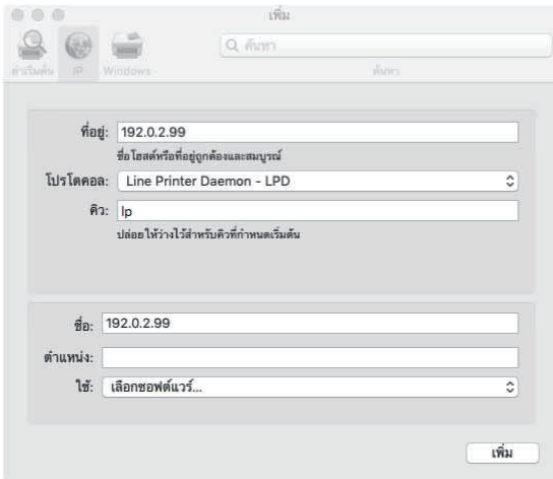 เพิ่ม
ค้นหา
ค่าเริ่มต้น IP Windows ค้นหา
ที่อยู่: 192.0.2.99
ชื่อโฮสต์หรือที่อยู่ถูกต้องและสมบูรณ์
โปรโตคอล: Line Printer Daemon - LPD
คิว: lp
ปล่อยให้ว่างไว้สำหรับคิวที่กำหนดเริ่มต้น
ชื่อ: 192.0.2.99
ตำแหน่ง:
ใช้: เลือกซอฟต์แวร์...
เพิ่ม